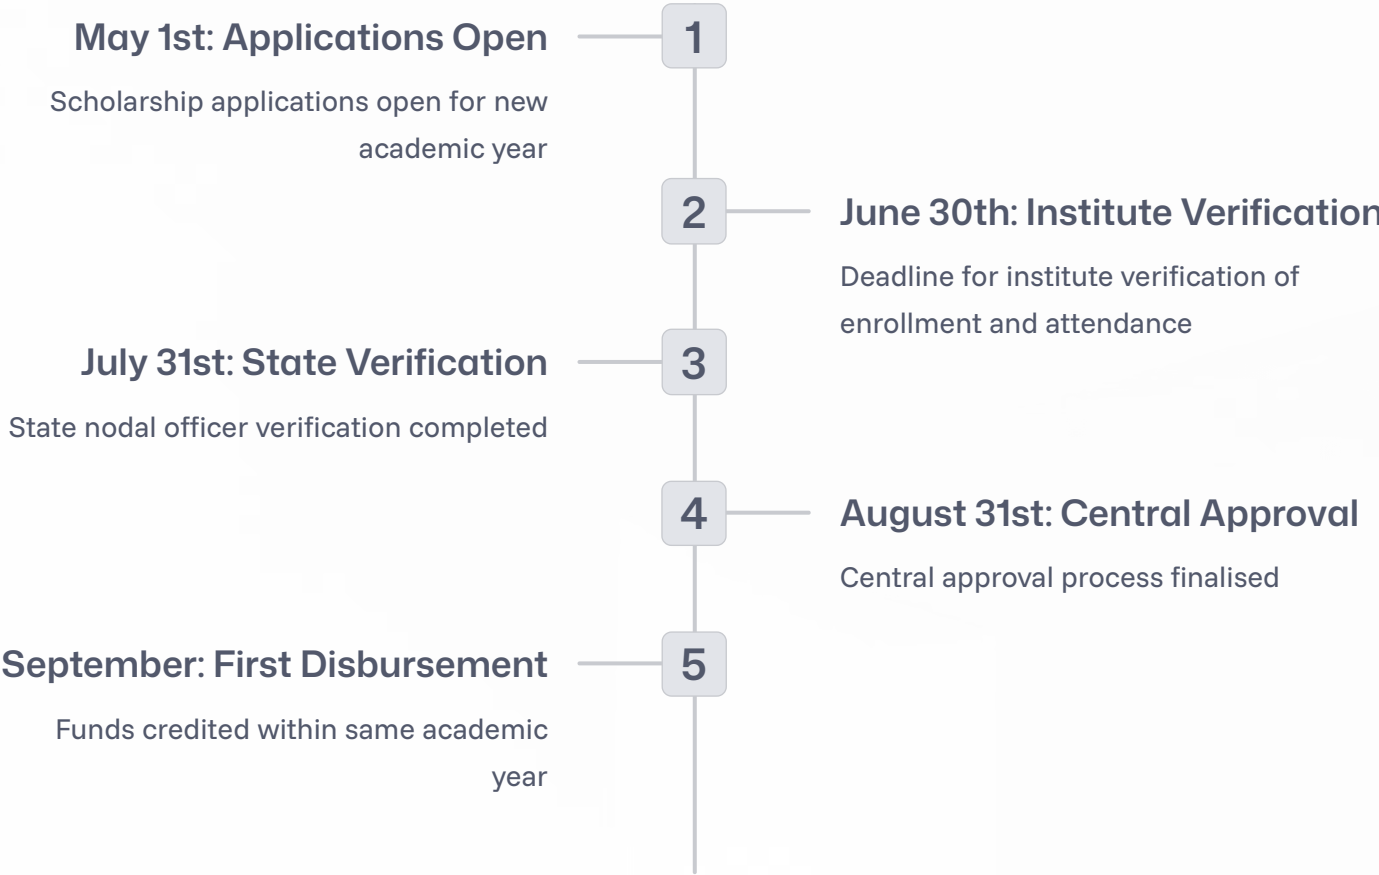 May 1st: Applications Open
1
Scholarship applications open for new
academic year
2
June 30th: Institute Verification
Deadline for institute verification of
enrollment and attendance
July 31st: State Verification
3
State nodal officer verification completed
4
August 31st: Central Approval
Central approval process finalised
September: First Disbursement
5
Funds credited within same academic
year